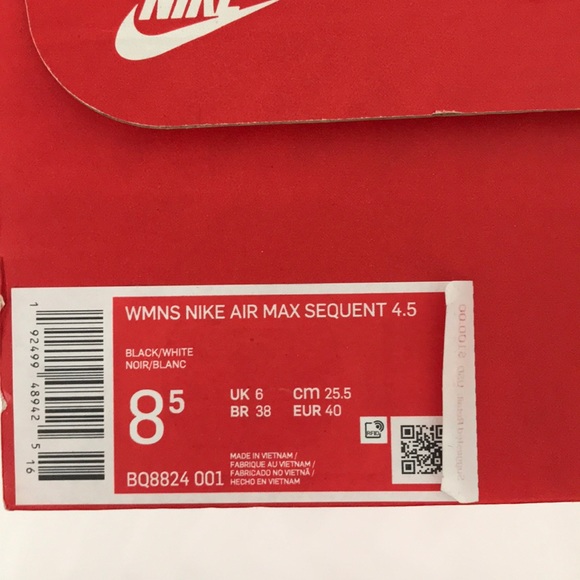 NIKE
WMNS NIKE AIR MAX SEQUENT 4.5
BLACK/WHITE
NOIR/BLANC
8⁵
UK 6 cm 25.5
BR 38 EUR 40
RFID
MADE IN VIETNAM /
FABRIQUE AU VIETNAM /
FABRICADO NO VIETNÃ /
HECHO EN VIETNAM
BQ8824 001
1 92499 48942 5 16